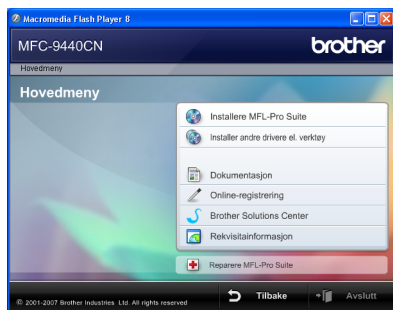 Macromedia Flash Player 8
MFC-9440CN
brother
Hovedmeny
Hovedmeny
Installere MFL-Pro Suite
Installer andre drivere el. verktøy
Dokumentasjon
Online-registrering
Brother Solutions Center
Rekvisitainformasjon
Reparere MFL-Pro Suite
© 2001-2007 Brother Industries Ltd. All rights reserved
Tilbake
Avslutt